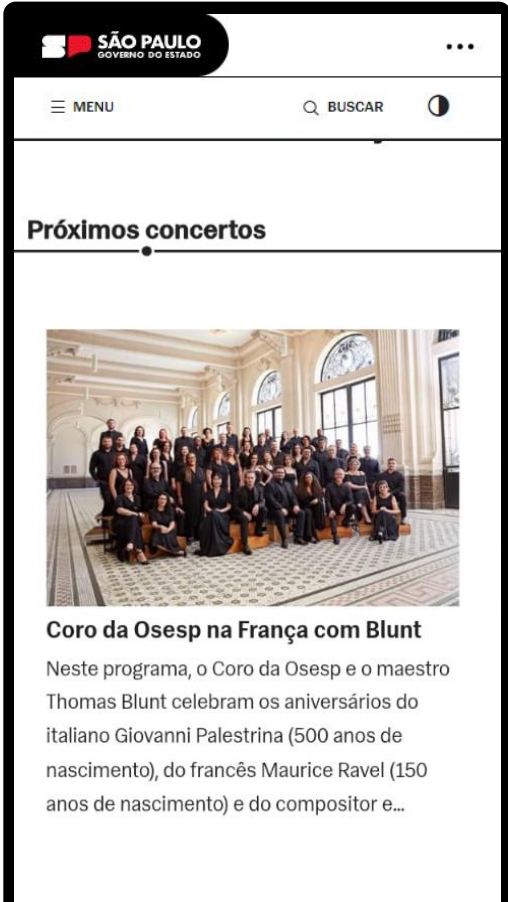 SÃO PAULO
GOVERNO DO ESTADO
MENU
BUSCAR
Próximos concertos
Coro da Osesp na França com Blunt
Neste programa, o Coro da Osesp e o maestro
Thomas Blunt celebram os aniversários do
italiano Giovanni Palestrina (500 anos de
nascimento), do francês Maurice Ravel (150
anos de nascimento) e do compositor e...